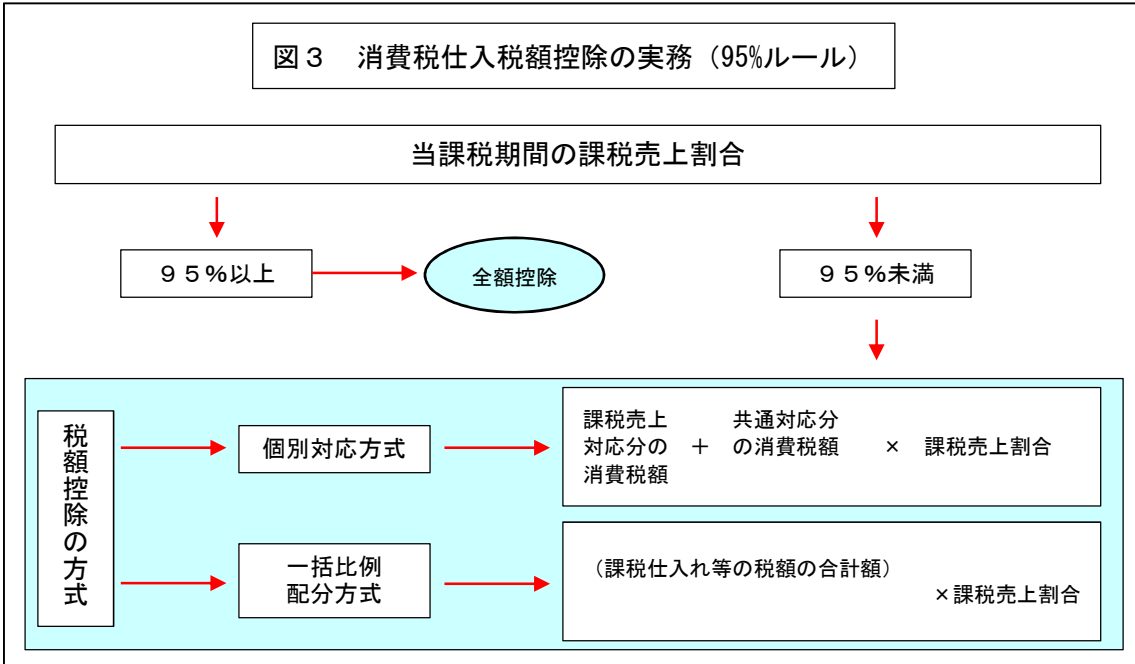 図３　消費税仕入税額控除の実務（95%ルール）
当課税期間の課税売上割合
９５%以上
全額控除
９５%未満
税額控除の方式
個別対応方式
課税売上
対応分の
消費税額
＋
共通対応分
の消費税額
×
課税売上割合
一括比例
配分方式
（課税仕入れ等の税額の合計額）
×課税売上割合